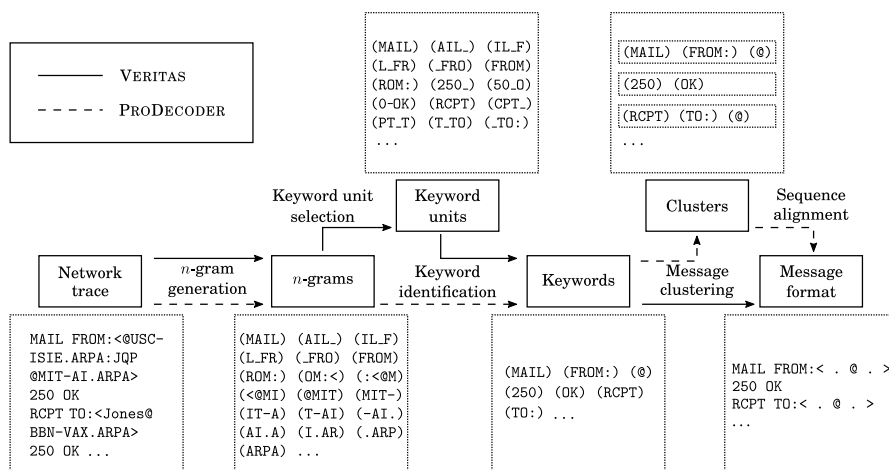 VERITAS
PRODECODER
(MAIL) (AIL_) (IL_F)
(L_FR) (_FRO) (FROM)
(ROM:) (250_) (50_O)
(0-OK) (RCPT) (CPT_)
(PT_T) (T_TO) (_TO:)
...
(MAIL) (FROM:) (@)
(250) (OK)
(RCPT) (TO:) (@)
...
Keyword unit
selection
Keyword
units
Clusters
Sequence
alignment
Network
trace
n-gram
generation
n-grams
Keyword
identification
Keywords
Message
clustering
Message
format
MAIL FROM:<@USC-
ISIE.ARPA:JQP
@MIT-AI.ARPA>
250 OK
RCPT TO:<Jones@
BBN-VAX.ARPA>
250 OK ...
(MAIL) (AIL_) (IL_F)
(L_FR) (_FRO) (FROM)
(ROM:) (OM:<) (:<@M)
(<@MI) (@MIT) (MIT-)
(IT-A) (T-AI) (-AI.)
(AI.A) (I.AR) (.ARP)
(ARPA) ...
(MAIL) (FROM:) (@)
(250) (OK) (RCPT)
(TO:) ...
MAIL FROM:< . @ . >
250 OK
RCPT TO:< . @ . >
...